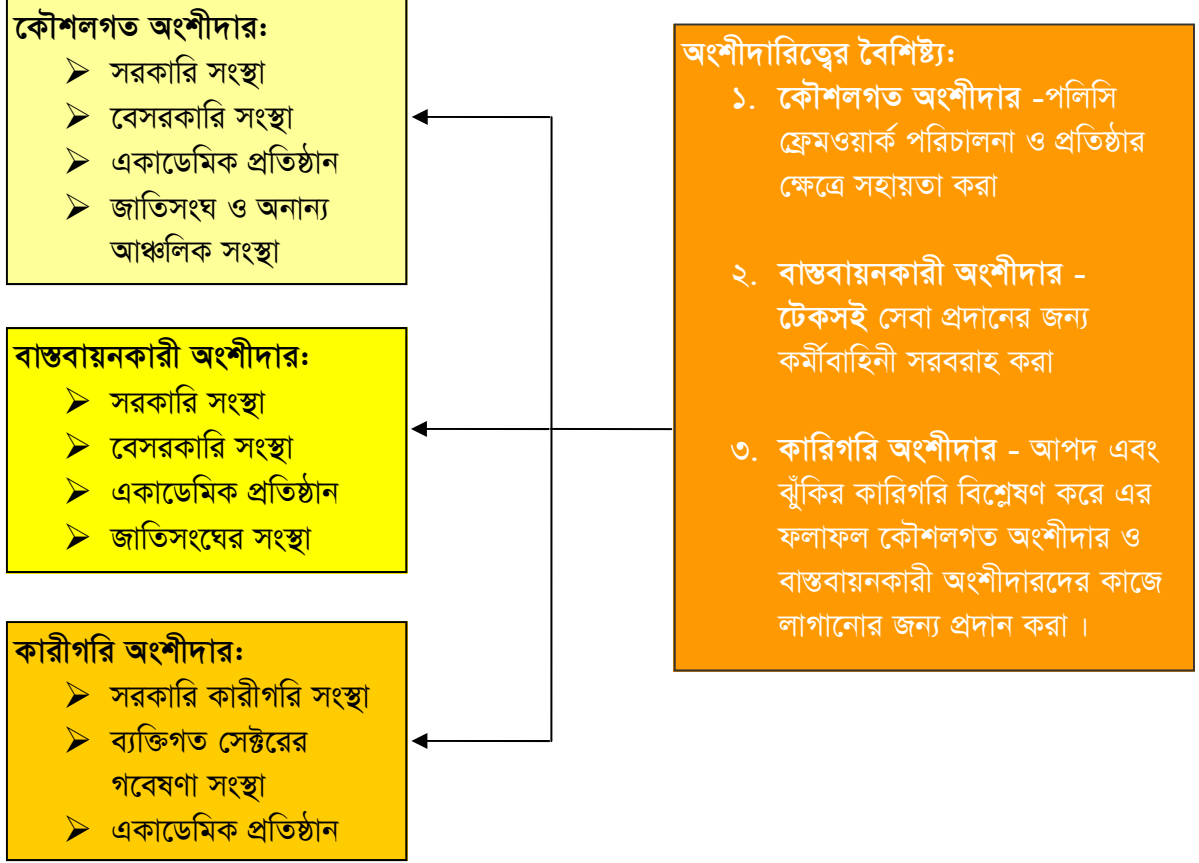 কৌশলগত অংশীদার:
➢ সরকারি সংস্থা
➢ বেসরকারি সংস্থা
➢ একাডেমিক প্রতিষ্ঠান
➢ জাতিসংঘ ও অনান্য
আঞ্চলিক সংস্থা
বাস্তবায়নকারী অংশীদার:
➢ সরকারি সংস্থা
➢ বেসরকারি সংস্থা
➢ একাডেমিক প্রতিষ্ঠান
➢ জাতিসংঘের সংস্থা
কারীগরি অংশীদার:
➢ সরকারি কারীগরি সংস্থা
➢ ব্যক্তিগত সেক্টরের
গবেষণা সংস্থা
➢ একাডেমিক প্রতিষ্ঠান
অংশীদারিত্বের বৈশিষ্ট্য:
১. কৌশলগত অংশীদার -পলিসি
ফ্রেমওয়ার্ক পরিচালনা ও প্রতিষ্ঠার
ক্ষেত্রে সহায়তা করা
২. বাস্তবায়নকারী অংশীদার -
টেকসই সেবা প্রদানের জন্য
কর্মীবাহিনী সরবরাহ করা
৩. কারিগরি অংশীদার - আপদ এবং
ঝুঁকির কারিগরি বিশ্লেষণ করে এর
ফলাফল কৌশলগত অংশীদার ও
বাস্তবায়নকারী অংশীদারদের কাজে
লাগানোর জন্য প্রদান করা ।